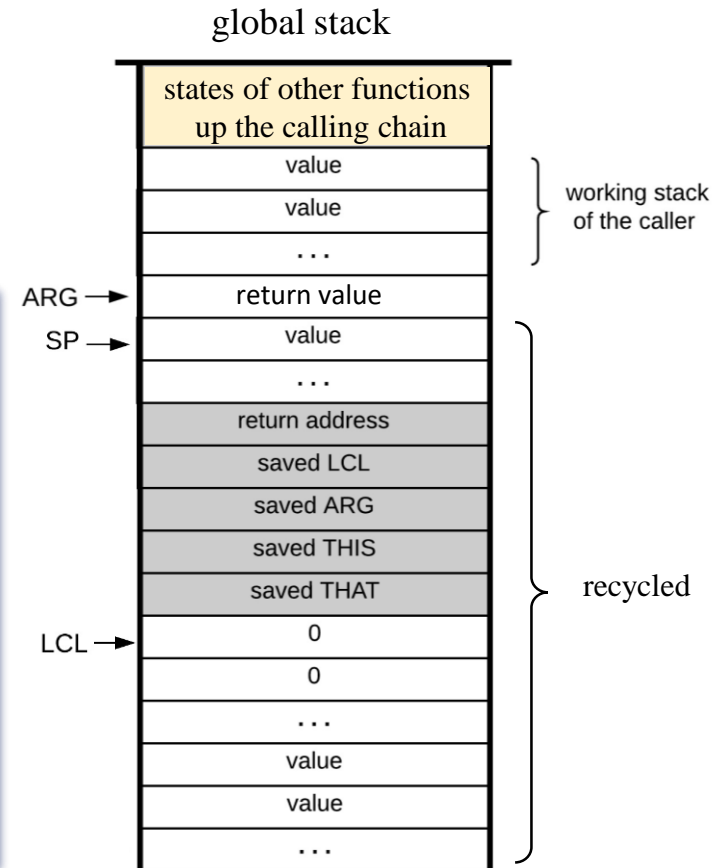 global stack
states of other functions
up the calling chain
value
value
...
working stack
of the caller
ARG
return value
SP
value
...
return address
saved LCL
saved ARG
saved THIS
saved THAT
recycled
LCL
0
0
...
value
value
...